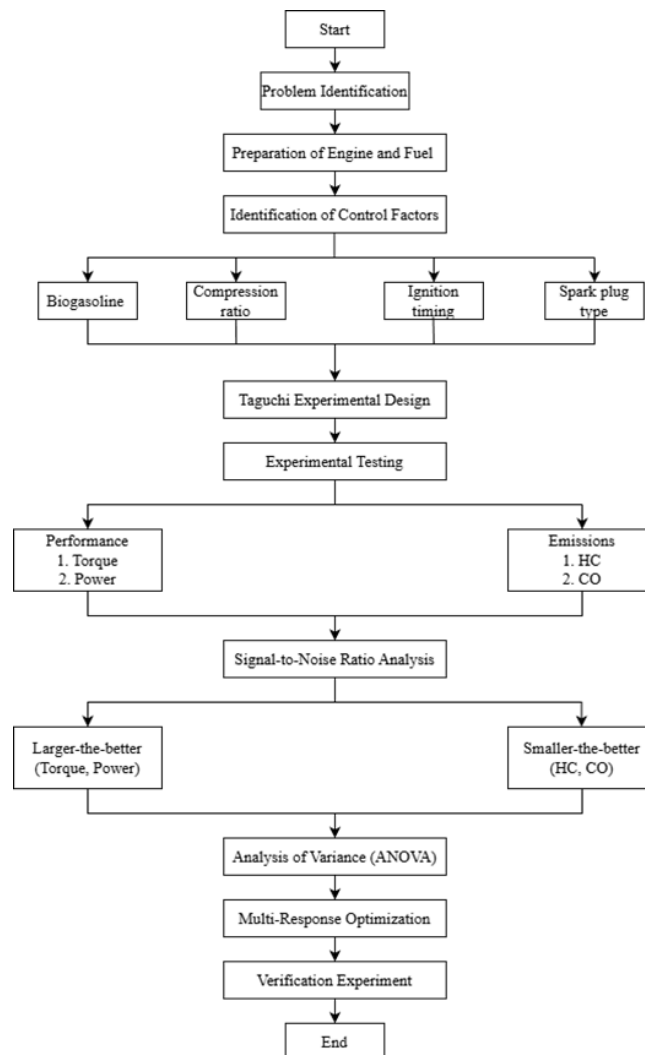 Start
Problem Identification
Preparation of Engine and Fuel
Identification of Control Factors
Biogasoline
Compression
ratio
Ignition
timing
Spark plug
type
Taguchi Experimental Design
Experimental Testing
Performance
1. Torque
2. Power
Emissions
1. HC
2. CO
Signal-to-Noise Ratio Analysis
Larger-the-better
(Torque, Power)
Smaller-the-better
(HC, CO)
Analysis of Variance (ANOVA)
Multi-Response Optimization
Verification Experiment
End